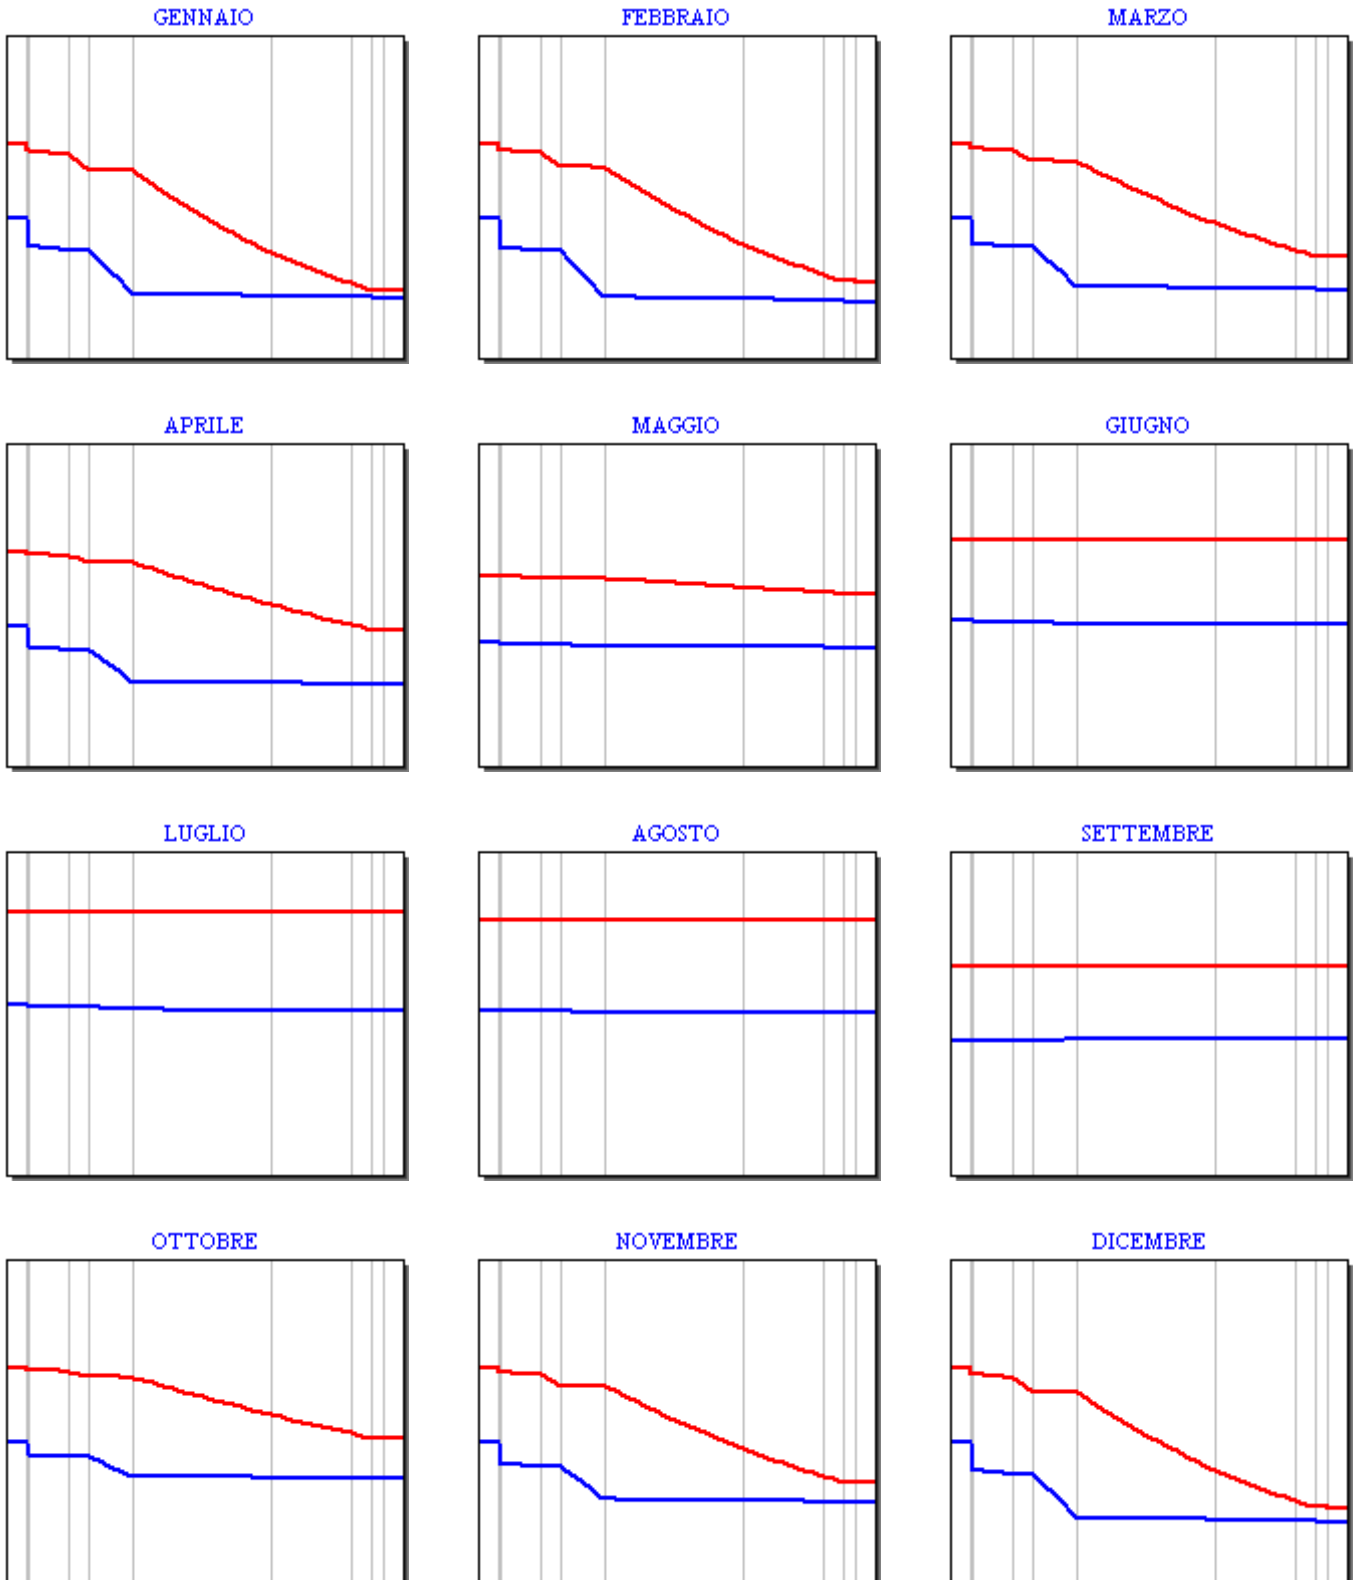 GENNAIO
FEBBRAIO
MARZO
APRILE
MAGGIO
GIUGNO
LUGLIO
AGOSTO
SETTEMBRE
OTTOBRE
NOVEMBRE
DICEMBRE